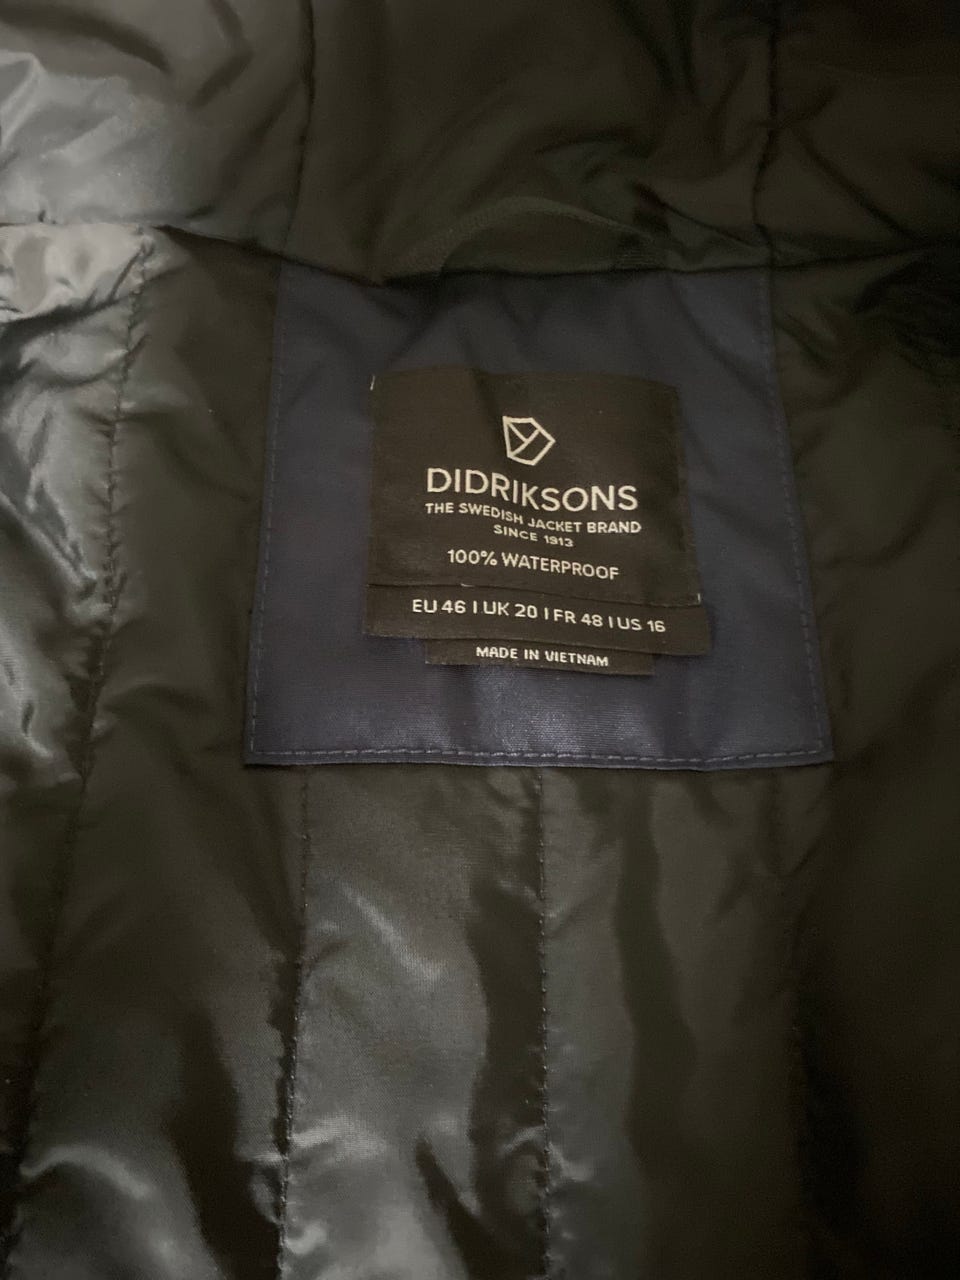 DIDRIKSONS
THE SWEDISH JACKET BRAND
SINCE 1913
100% WATERPROOF
EU 46 I UK 20 I FR 48 I US 16
MADE IN VIETNAM